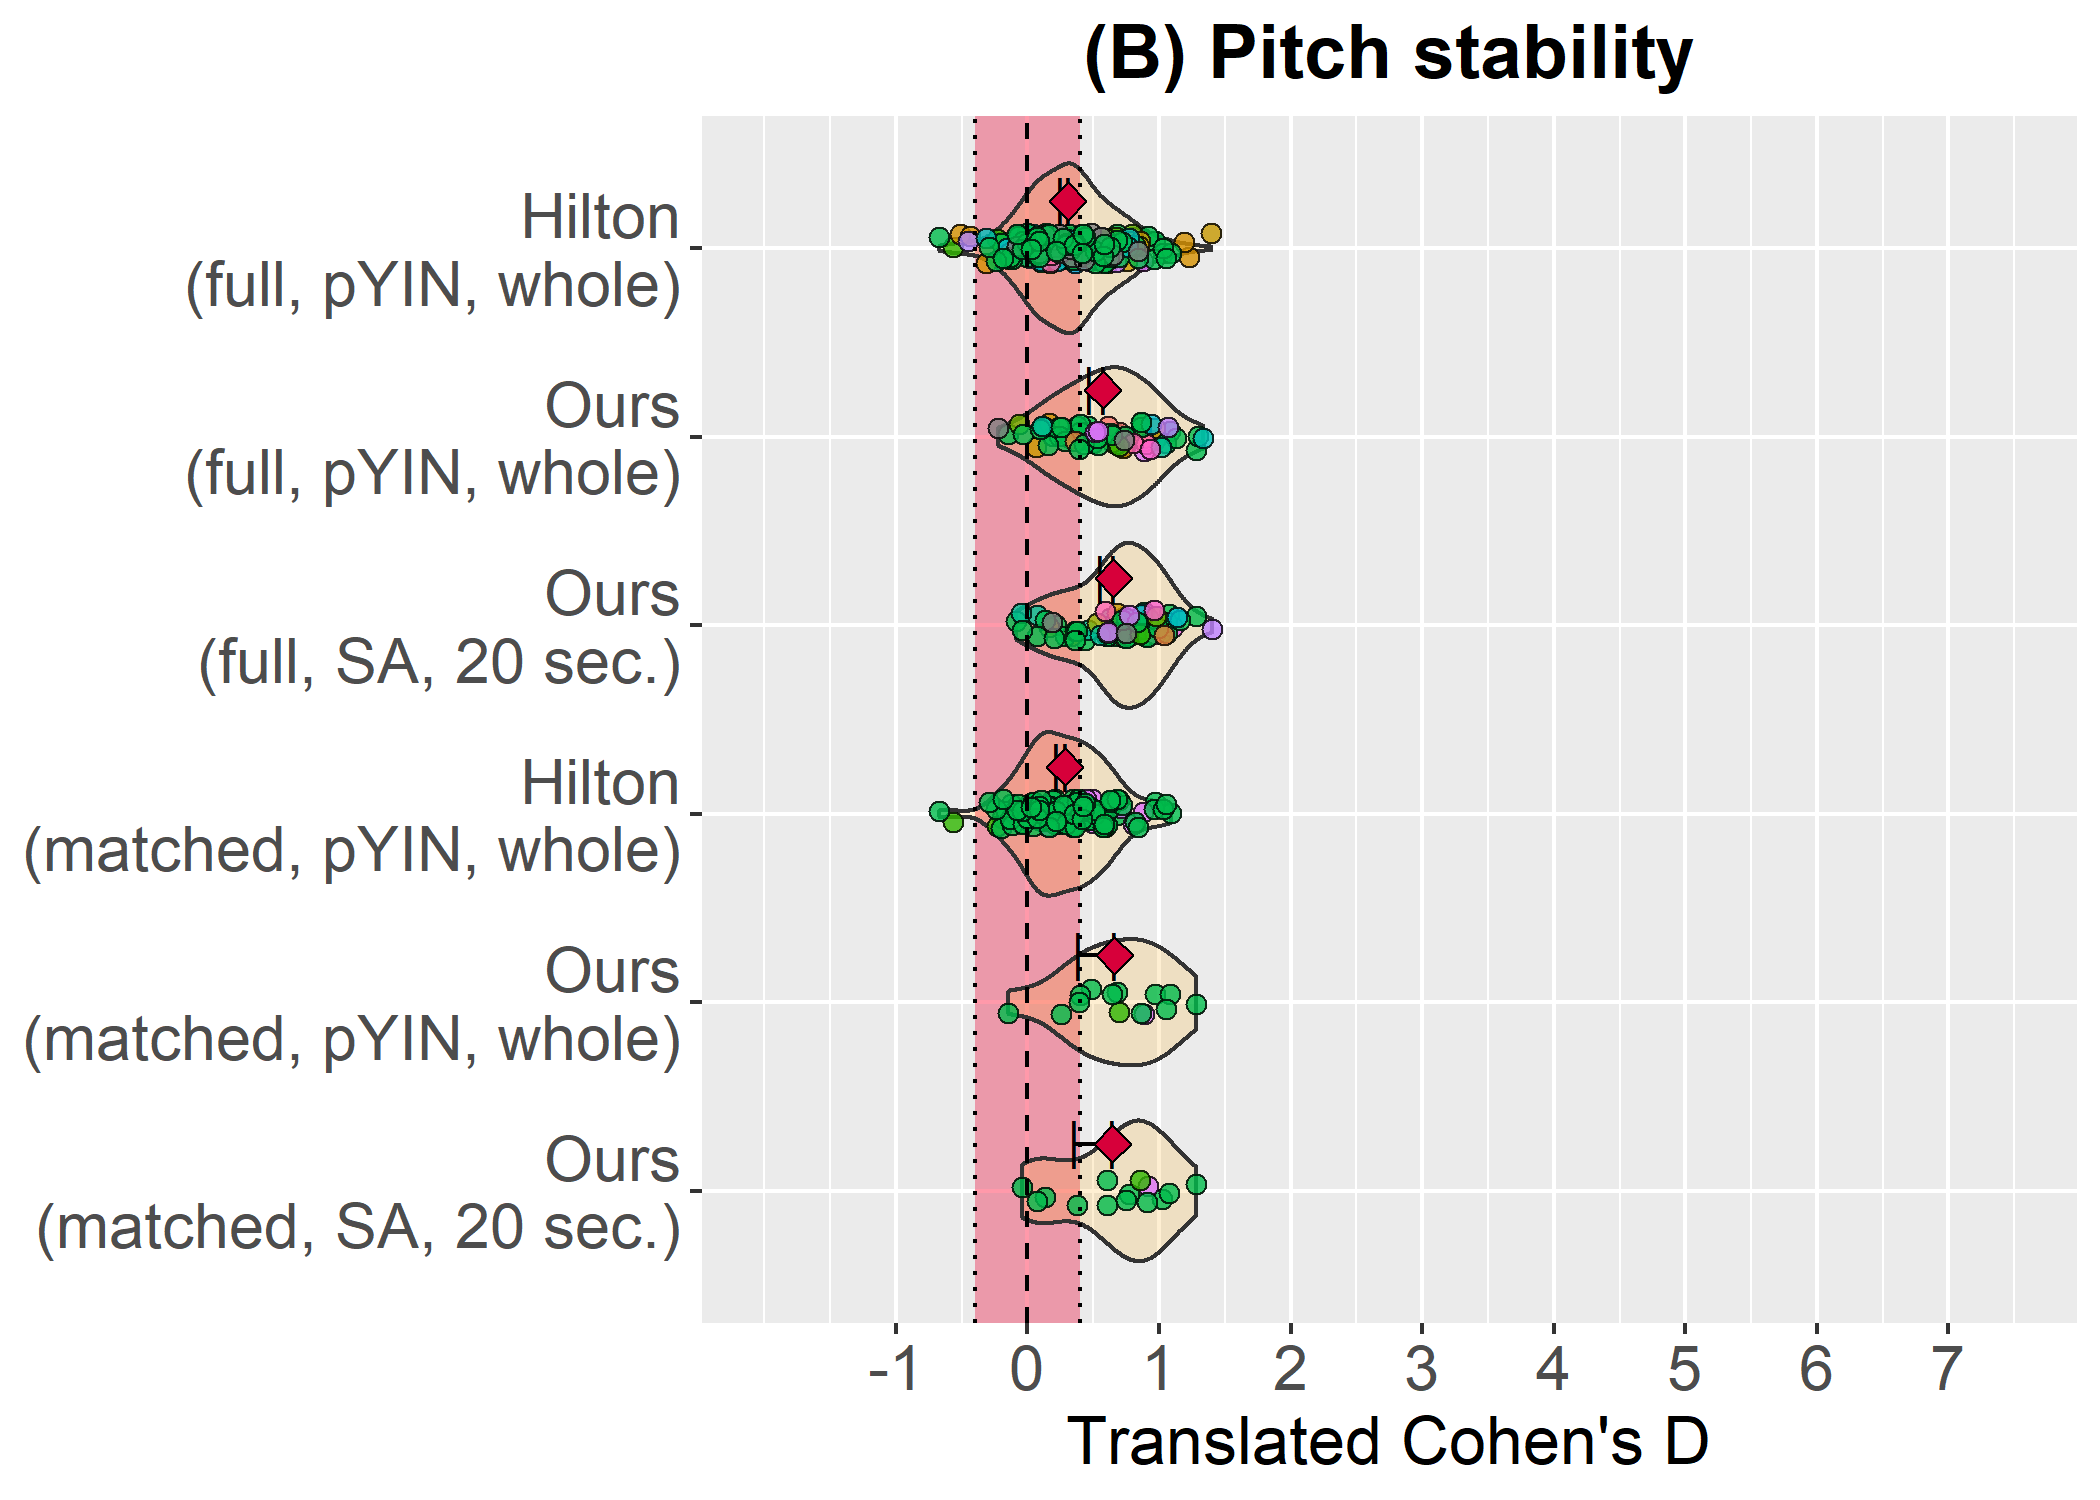 (B) Pitch stability
Hilton
(full, pYIN, whole)
Ours
(full, pYIN, whole)
Ours
(full, SA, 20 sec.)
Hilton
(matched, pYIN, whole)
Ours
(matched, pYIN, whole)
Ours
(matched, SA, 20 sec.)
-1 0 1 2 3 4 5 6 7
Translated Cohen's D